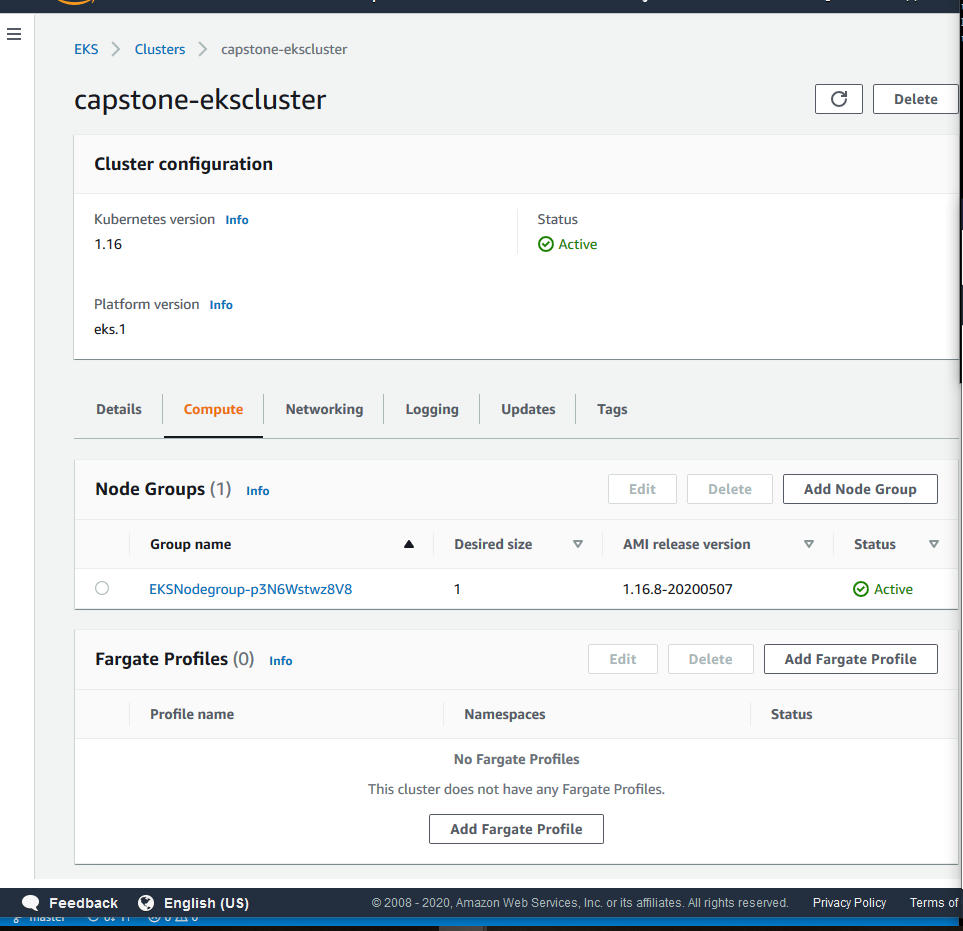 EKS > Clusters > capstone-ekscluster
capstone-ekscluster
Delete
Cluster configuration
Kubernetes version Info
Status
1.16
Active
Platform version Info
eks.1
Details Compute Networking Logging Updates Tags
Node Groups (1) Info
Edit Delete Add Node Group
Group name Desired size AMI release version Status
EKSNodegroup-p3N6Wstwz8V8 1 1.16.8-20200507 Active
Fargate Profiles (0) Info
Edit Delete Add Fargate Profile
Profile name Namespaces Status
No Fargate Profiles
This cluster does not have any Fargate Profiles.
Add Fargate Profile
Feedback English (US) © 2008 - 2020, Amazon Web Services, Inc. or its affiliates. All rights reserved. Privacy Policy Terms of
master